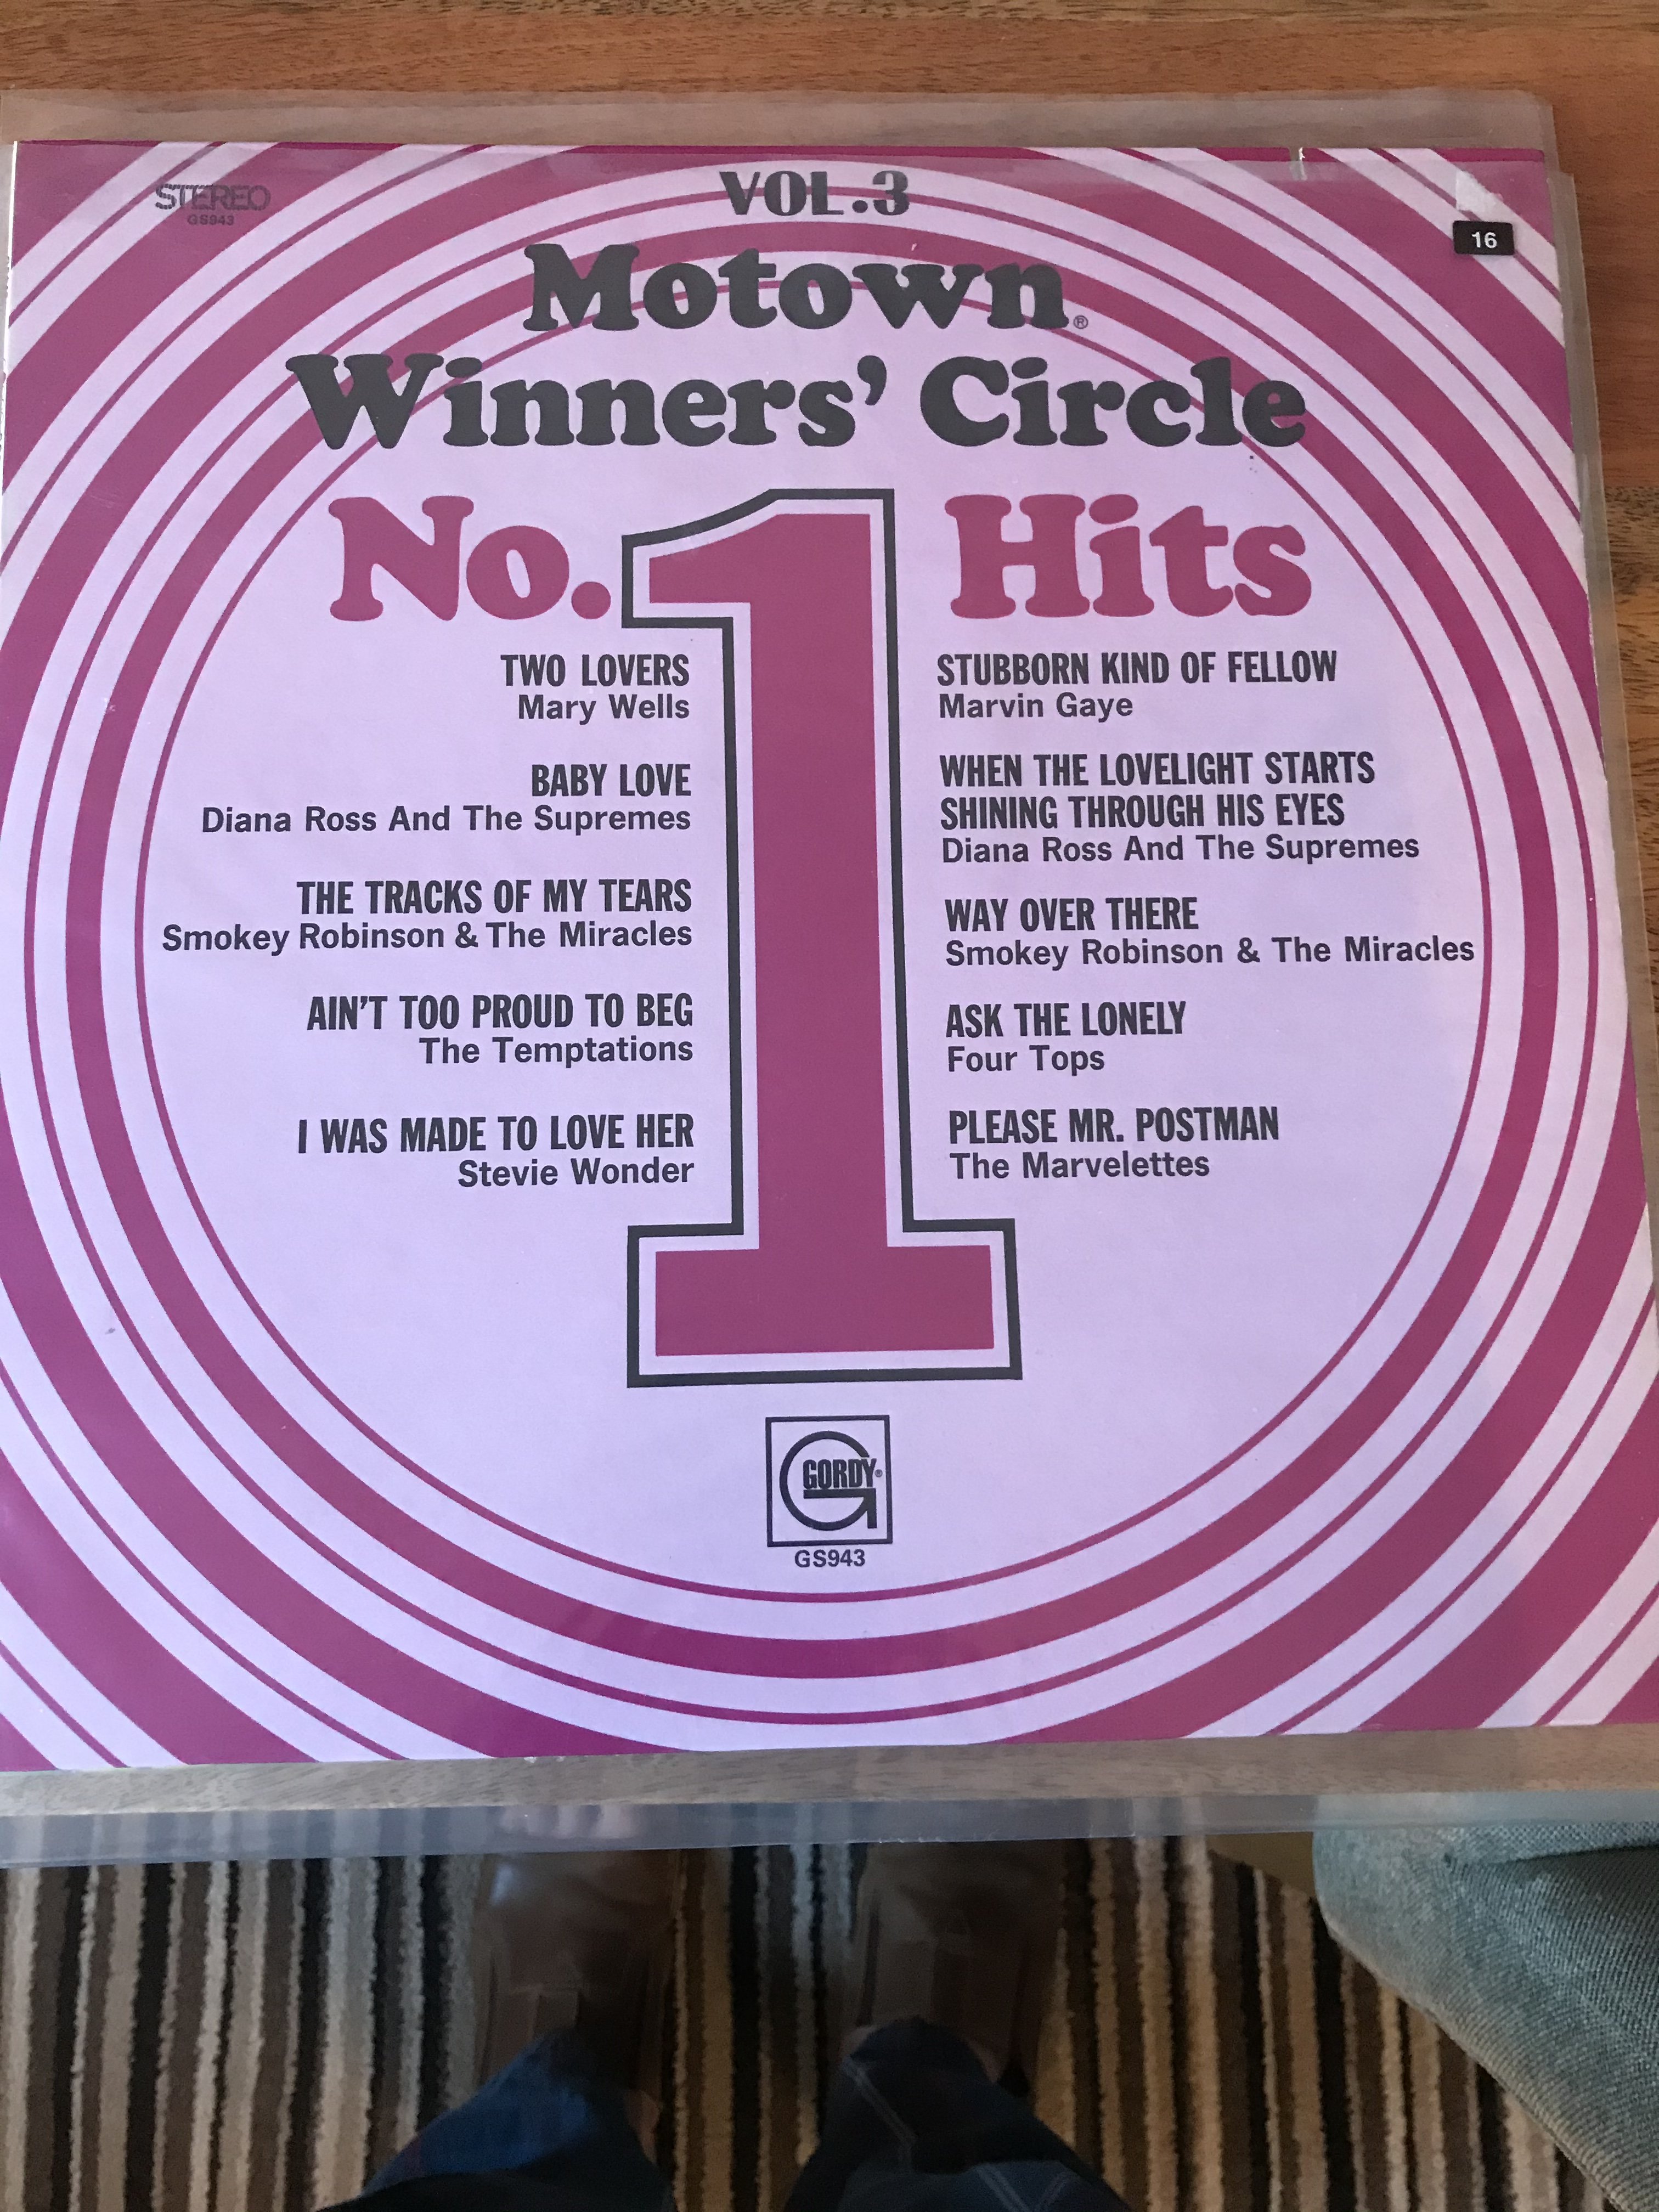 STEREO
GS943
VOL.3
16
Motown®
Winners' Circle
No. 1 Hits
TWO LOVERS
Mary Wells
BABY LOVE
Diana Ross And The Supremes
THE TRACKS OF MY TEARS
Smokey Robinson & The Miracles
AIN'T TOO PROUD TO BEG
The Temptations
I WAS MADE TO LOVE HER
Stevie Wonder
STUBBORN KIND OF FELLOW
Marvin Gaye
WHEN THE LOVELIGHT STARTS
SHINING THROUGH HIS EYES
Diana Ross And The Supremes
WAY OVER THERE
Smokey Robinson & The Miracles
ASK THE LONELY
Four Tops
PLEASE MR. POSTMAN
The Marvelettes
GORDY®
GS943